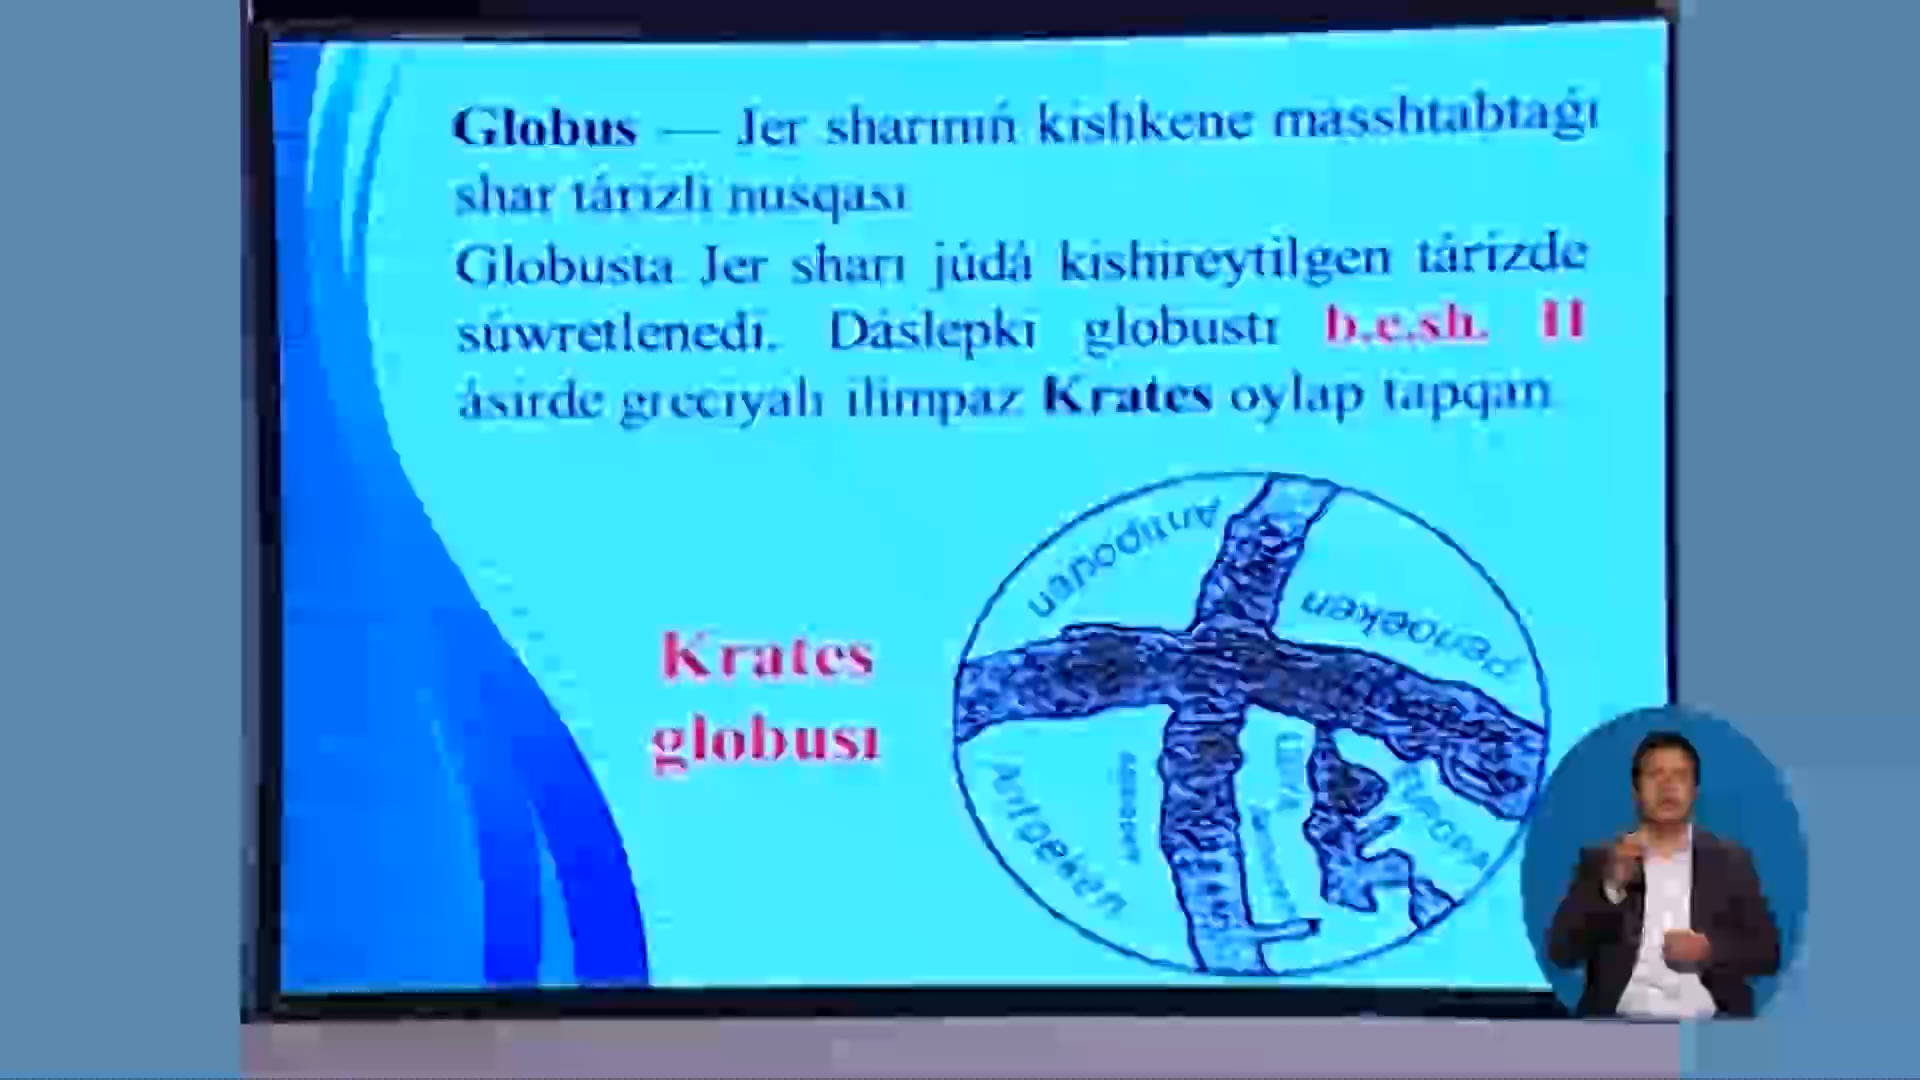 Globus — Jer sharınıń kishkene masshtabtaǵı
shar tárizli nusqası
Globusta Jer sharı júdá kishireytilgen tárizde
súwretlenedi. Dáslepki globustı b.e.sh. II
ásirde greciyalı ilimpaz Krates oylap tapqan.
Antipouen
perioeken
Krates
globusı
Antoeken
EUROPA